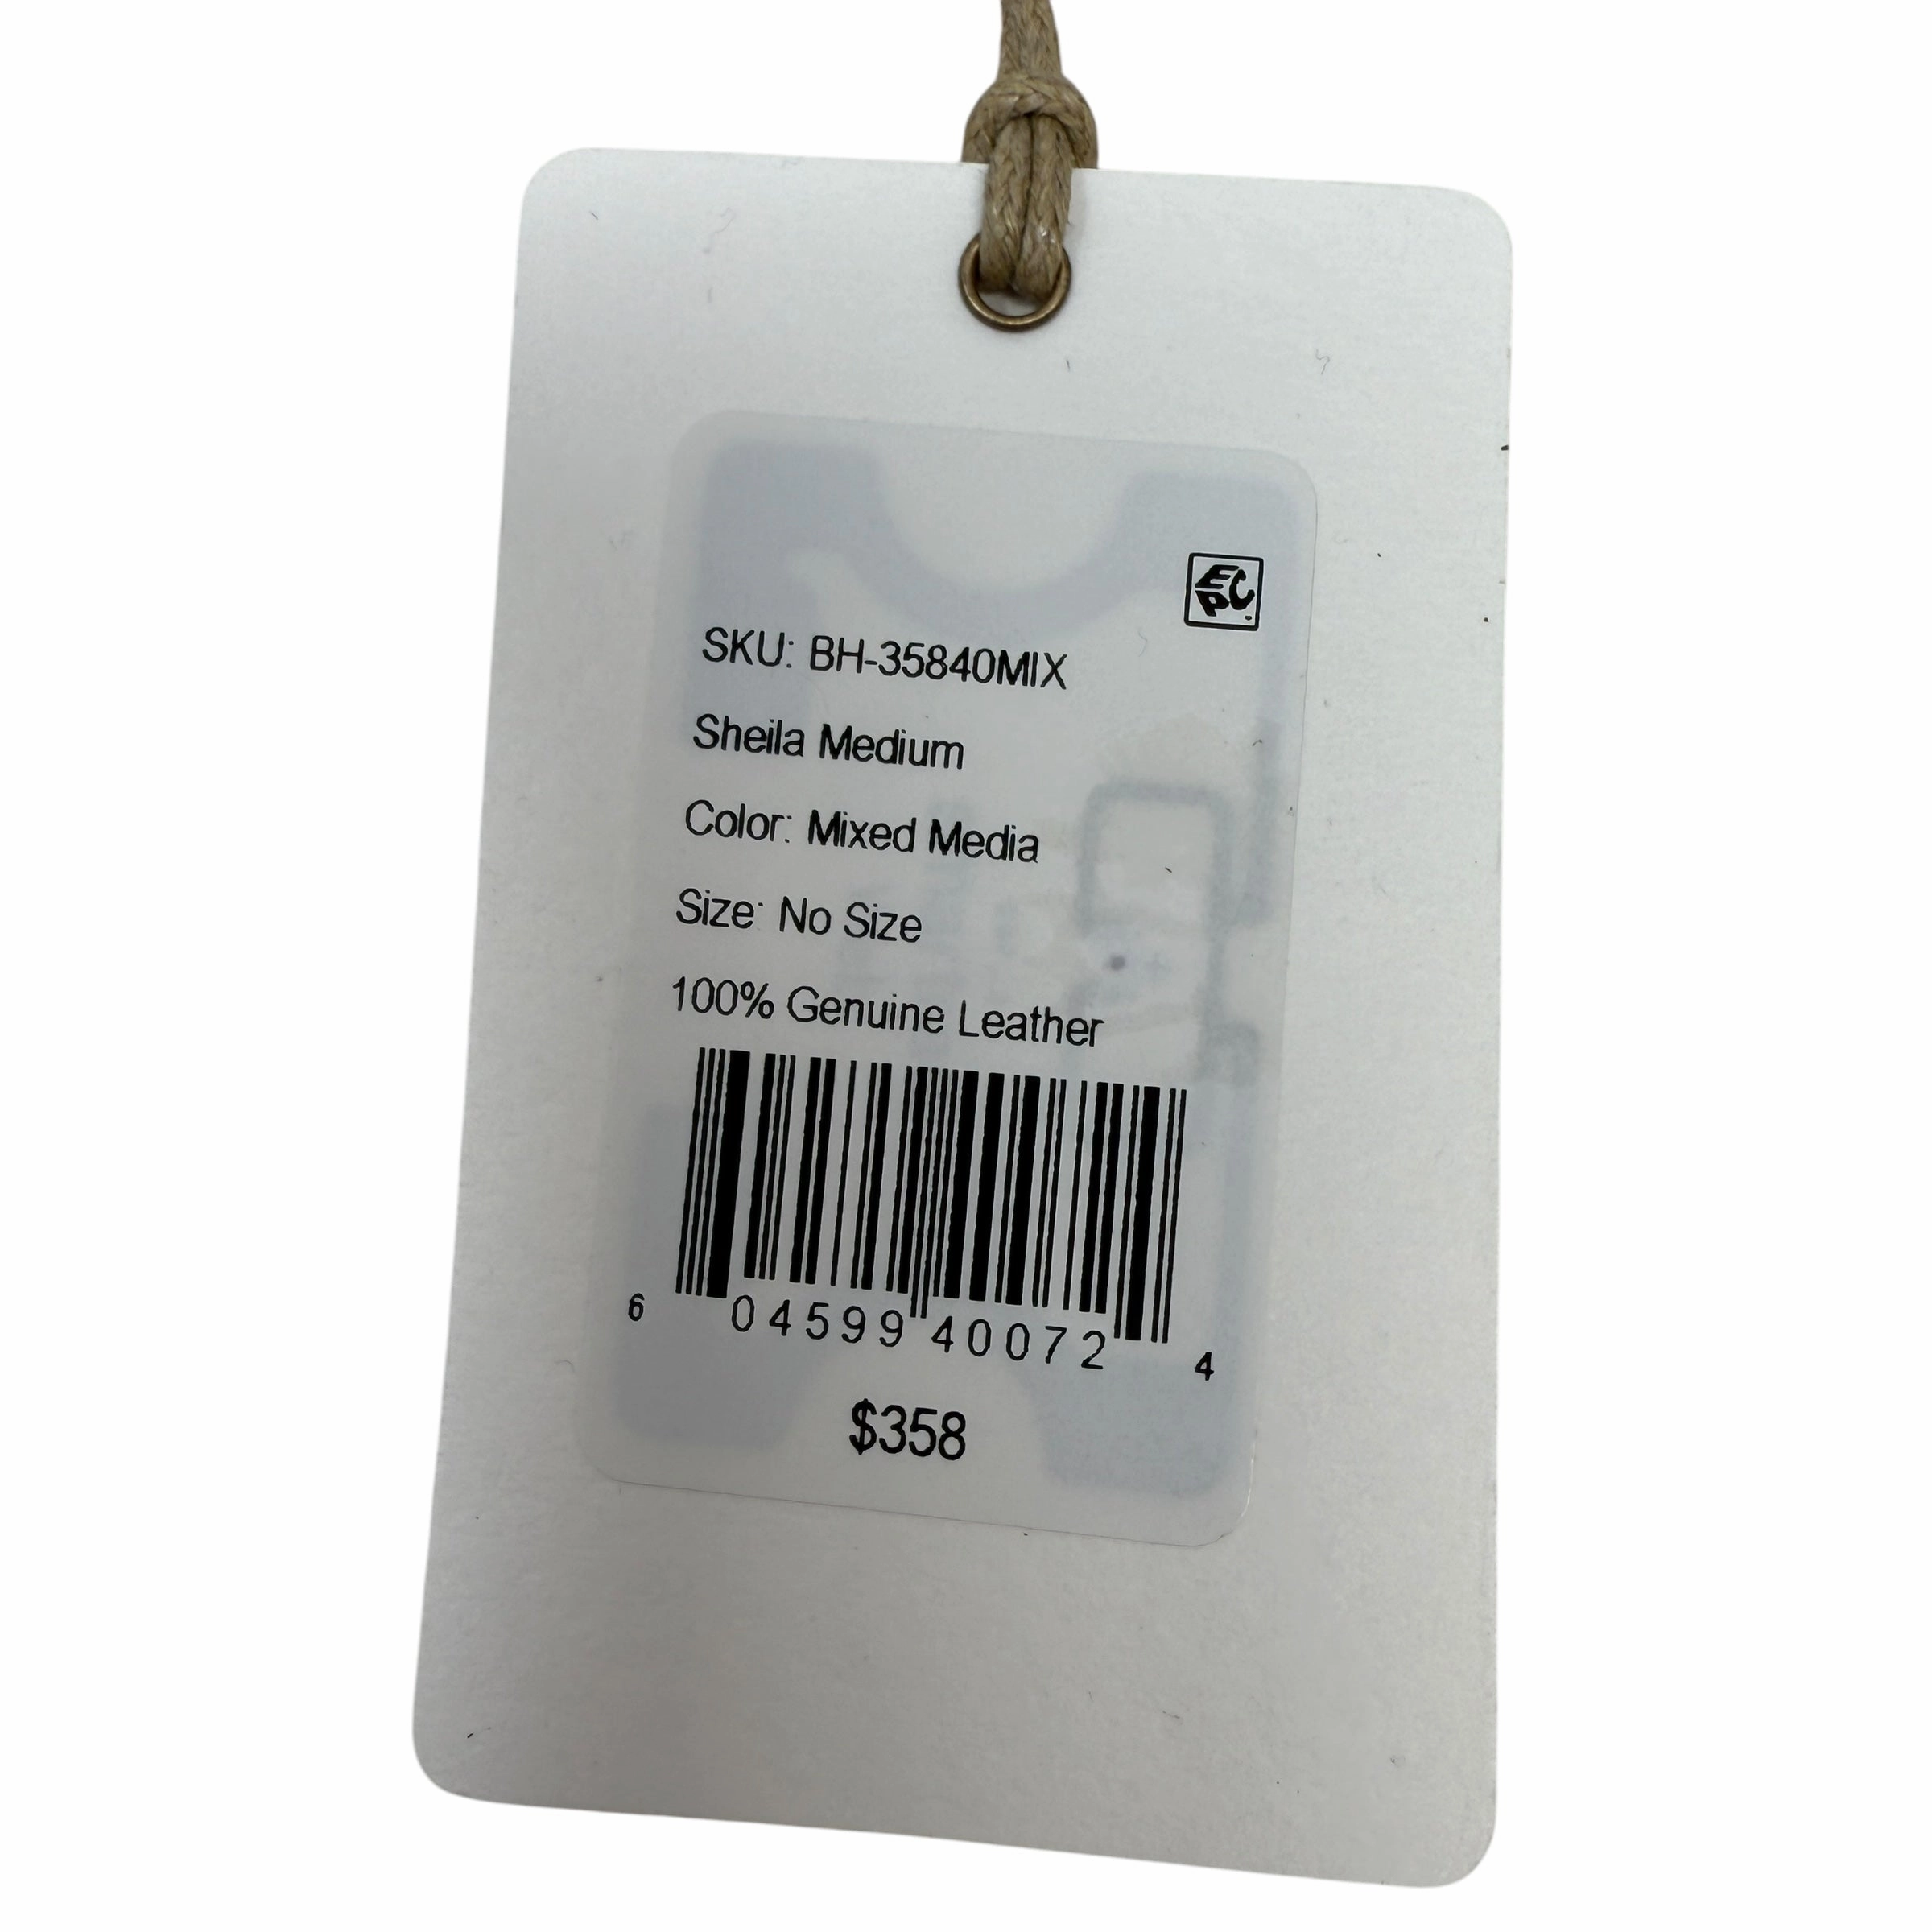 EPC
SKU: BH-35840MIX
Sheila Medium
Color: Mixed Media
Size: No Size
100% Genuine Leather
6 04599 40072 4
$358